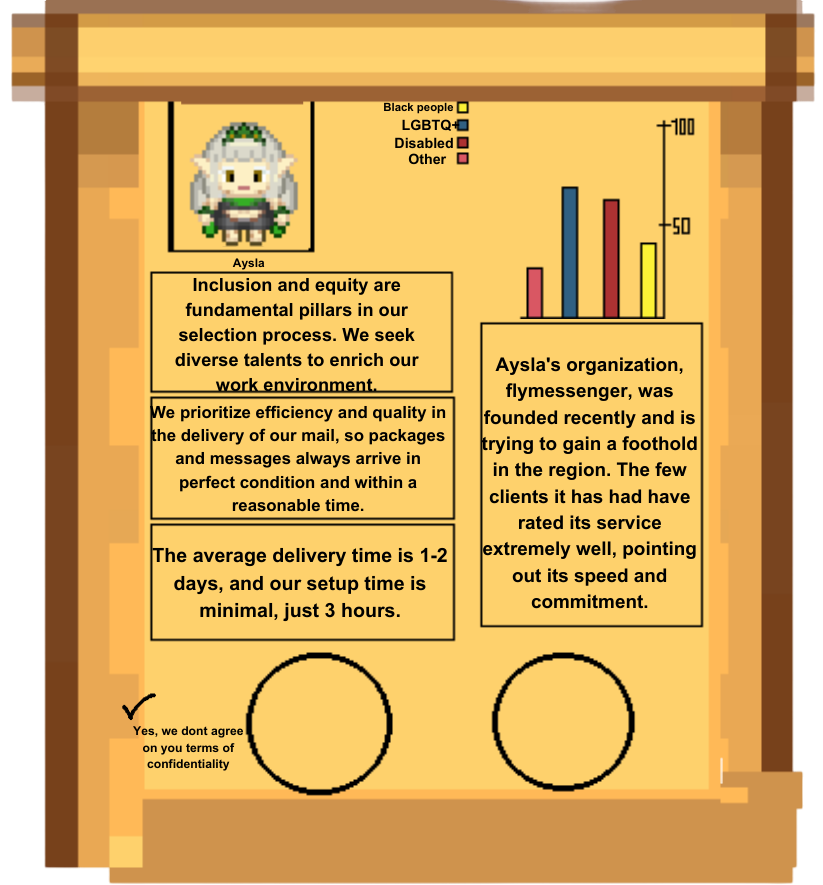 Black people
LGBTQ+
Disabled
Other
100
50
Aysla
Inclusion and equity are
fundamental pillars in our
selection process. We seek
diverse talents to enrich our
work environment.
We prioritize efficiency and quality in
the delivery of our mail, so packages
and messages always arrive in
perfect condition and within a
reasonable time.
The average delivery time is 1-2
days, and our setup time is
minimal, just 3 hours.
Aysla's organization,
flymessenger, was
founded recently and is
trying to gain a foothold
in the region. The few
clients it has had have
rated its service
extremely well, pointing
out its speed and
commitment.
Yes, we dont agree
on you terms of
confidentiality